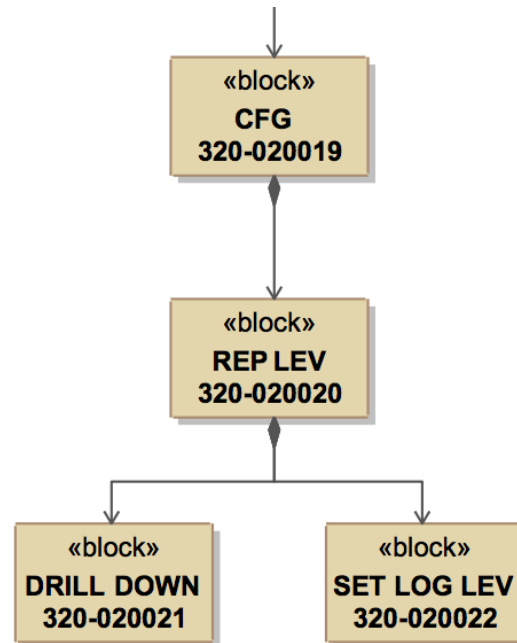 «block»
CFG
320-020019
«block»
REP LEV
320-020020
«block»
DRILL DOWN
320-020021
«block»
SET LOG LEV
320-020022